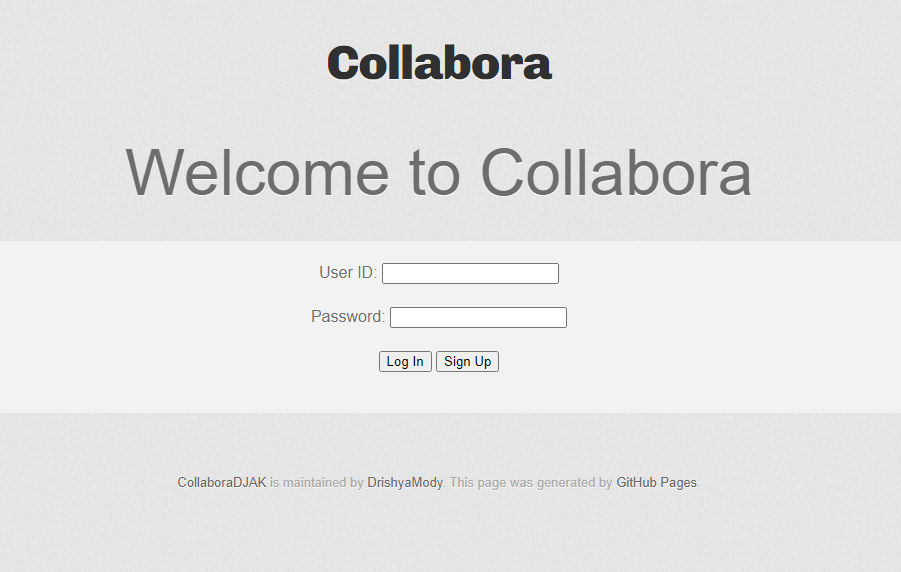 Collabora
Welcome to Collabora
User ID:
Password:
Log In Sign Up
CollaboraDJAK is maintained by DrishyaMody. This page was generated by GitHub Pages.